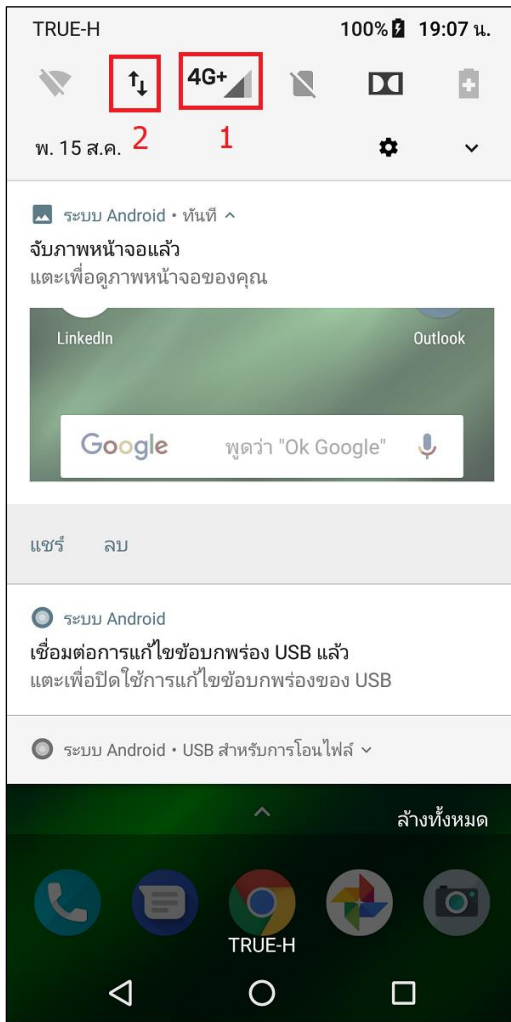 TRUE-H 100% 19:07 น.
4G+
พ. 15 ส.ค. 2 1
ระบบ Android • ทันที
จับภาพหน้าจอแล้ว
แตะเพื่อดูภาพหน้าจอของคุณ
LinkedIn Outlook
Google พูดว่า "Ok Google"
แชร์ ลบ
ระบบ Android
เชื่อมต่อการแก้ไขข้อบกพร่อง USB แล้ว
แตะเพื่อปิดใช้การแก้ไขข้อบกพร่องของ USB
ระบบ Android • USB สำหรับการโอนไฟล์
ล้างทั้งหมด
TRUE-H